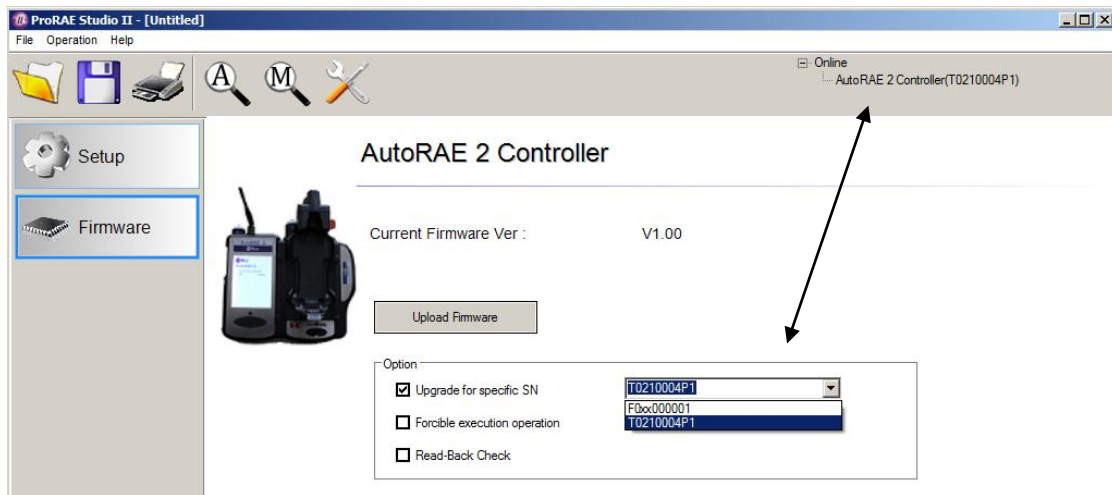 ProRAE Studio II - [Untitled]
File Operation Help
A M
Online
AutoRAE 2 Controller(T0210004P1)
Setup
Firmware
AutoRAE 2 Controller
Current Firmware Ver : V1.00
Upload Firmware
Option
Upgrade for specific SN T0210004P1
F0xx000001
Forcible execution operation T0210004P1
Read-Back Check